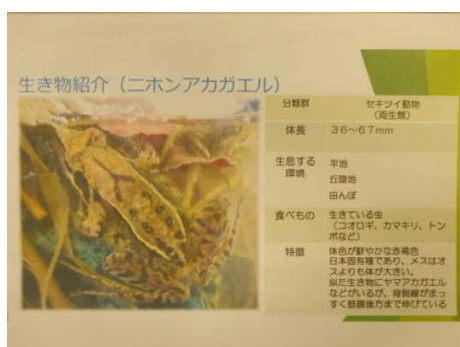 生き物紹介（ニホンアカガエル）
分類群
セキツイ動物
（両生類）
体長
３６～６７ｍｍ
生息する
環境
平地
丘陵地
田んぼ
食べもの
生きている虫
（コオロギ、カマキリ、トン
ボなど）
特徴
体色が鮮やかな赤褐色
日本固有種であり、メスはオ
スよりも体が大きい。
似た生き物にヤマアカガエル
などがいるが、背側線がまっ
すぐ鼓膜後方まで伸びている